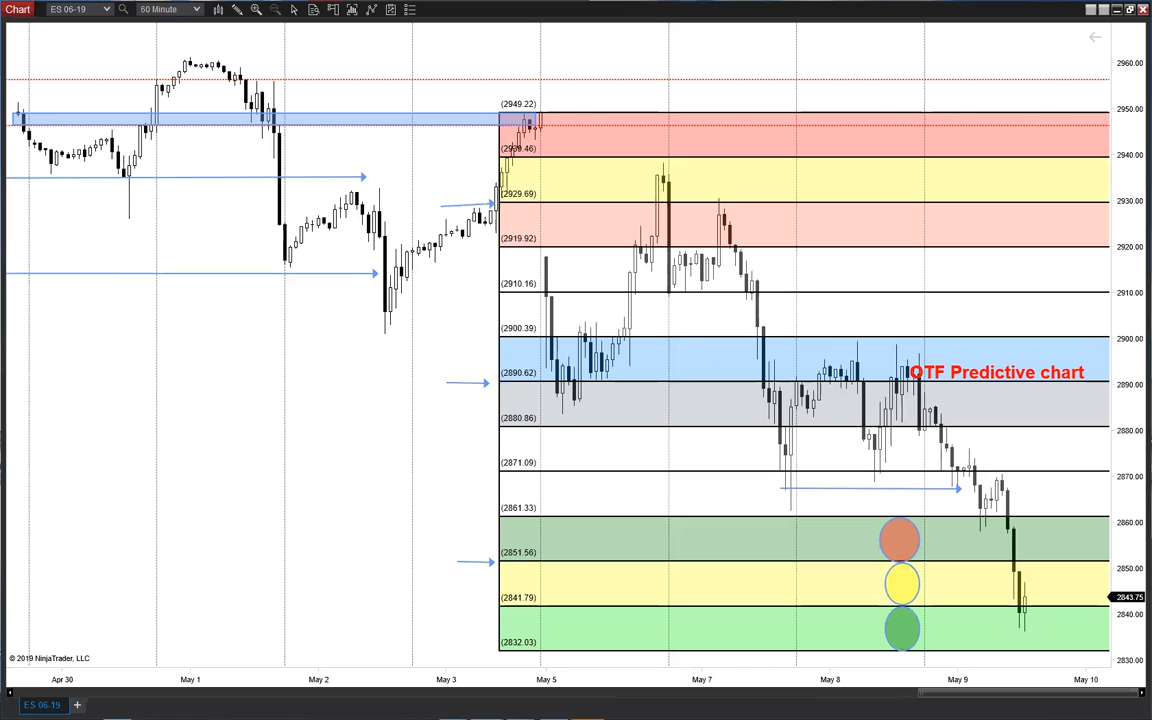 Chart
ES 06-19
60 Minute
2960.00
2950.00
2940.00
2930.00
2920.00
2910.00
2900.00
2890.00
2880.00
2870.00
2860.00
2850.00
2843.75
2840.00
2830.00
(2949.22)
(2939.46)
(2929.69)
(2919.92)
(2910.16)
(2900.39)
(2890.62)
(2880.86)
(2871.09)
(2861.33)
(2851.56)
(2841.79)
(2832.03)
QTF Predictive chart
© 2019 NinjaTrader, LLC
Apr 30
May 1
May 2
May 3
May 5
May 7
May 8
May 9
May 10
ES 06-19
+